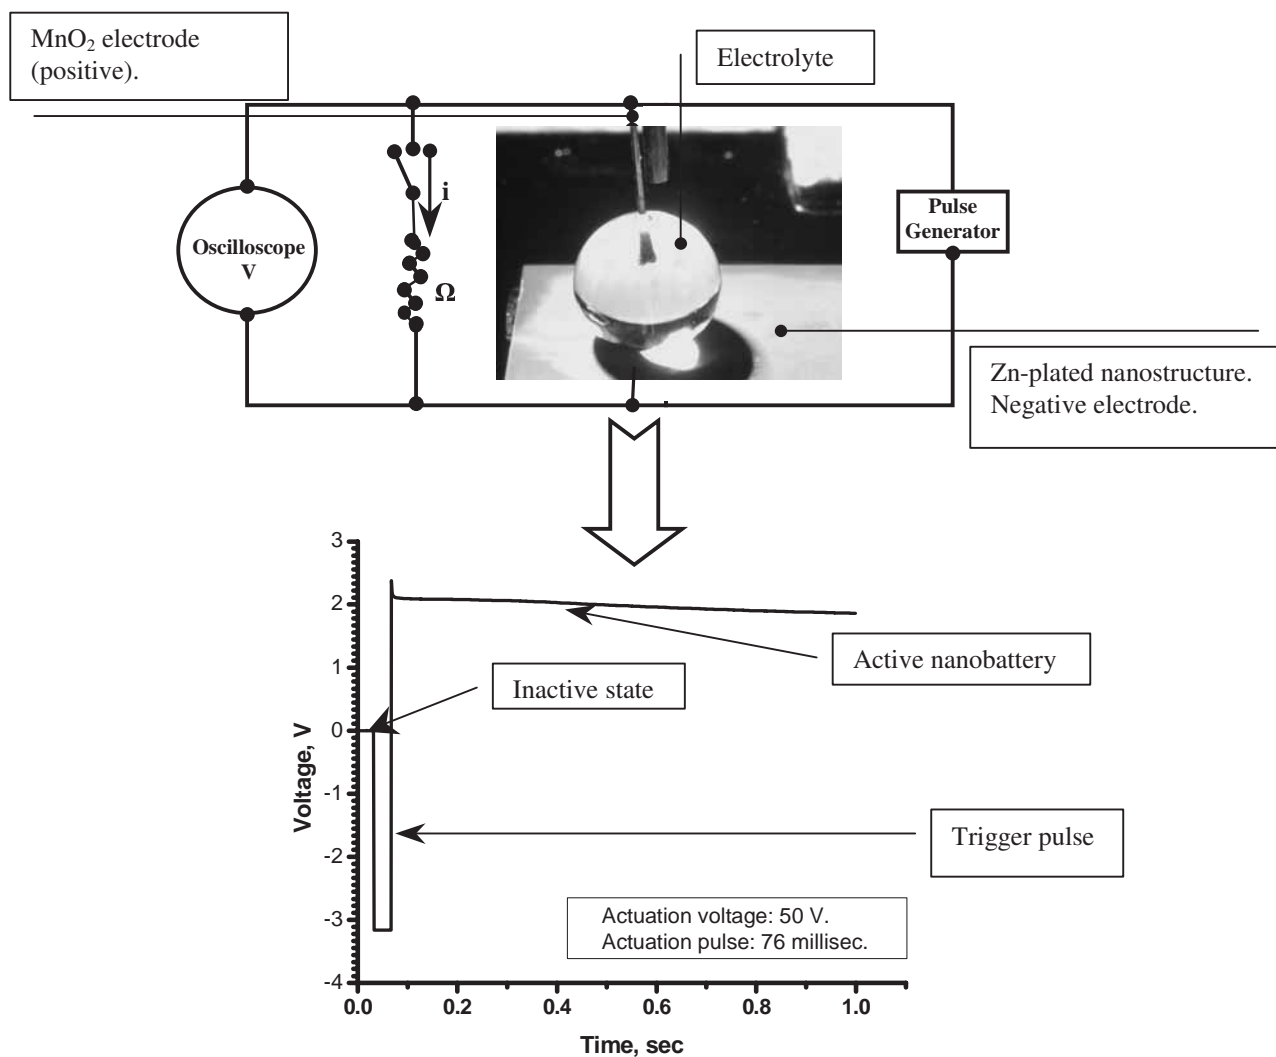 MnO₂ electrode
(positive).
Electrolyte
i
Oscilloscope
V
Ω
Pulse
Generator
Zn-plated nanostructure.
Negative electrode.
3
2
1
0
-1
-2
-3
-4
Voltage, V
Active nanobattery
Inactive state
Trigger pulse
Actuation voltage: 50 V.
Actuation pulse: 76 millisec.
0.0 0.2 0.4 0.6 0.8 1.0
Time, sec